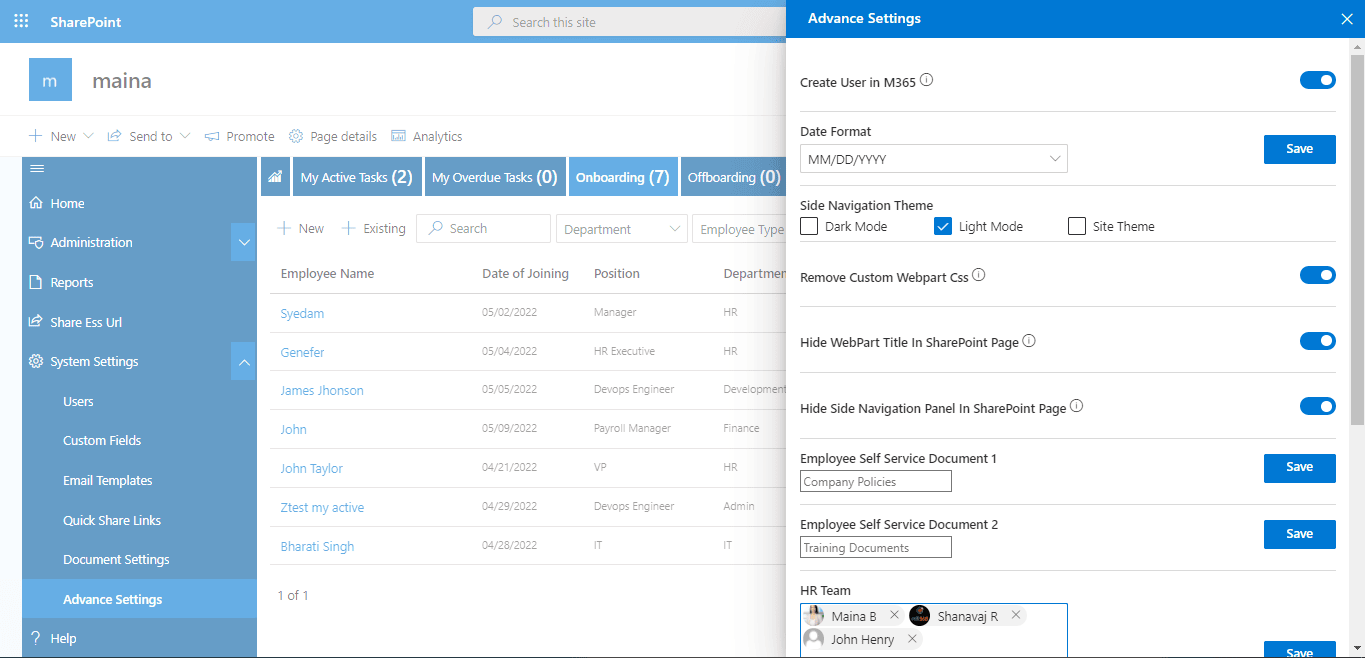 SharePoint
Search this site
Advance Settings
m
maina
New
Send to
Promote
Page details
Analytics
Home
Administration
Reports
Share Ess Url
System Settings
Users
Custom Fields
Email Templates
Quick Share Links
Document Settings
Advance Settings
? Help
My Active Tasks (2)
My Overdue Tasks (0)
Onboarding (7)
Offboarding (0)
New
Existing
Search
Department
Employee Type
Employee Name Date of Joining Position Departmen
Syedam 05/02/2022 Manager HR
Genefer 05/04/2022 HR Executive HR
James Jhonson 05/05/2022 Devops Engineer Development
John 05/09/2022 Payroll Manager Finance
John Taylor 04/21/2022 VP HR
Ztest my active 04/29/2022 Devops Engineer Admin
Bharati Singh 04/28/2022 IT IT
1 of 1
Create User in M365
Date Format
MM/DD/YYYY
Save
Side Navigation Theme
Dark Mode
Light Mode
Site Theme
Remove Custom Webpart Css
Hide WebPart Title In SharePoint Page
Hide Side Navigation Panel In SharePoint Page
Employee Self Service Document 1
Company Policies
Save
Employee Self Service Document 2
Training Documents
Save
HR Team
Maina B
Shanavaj R
John Henry
Save